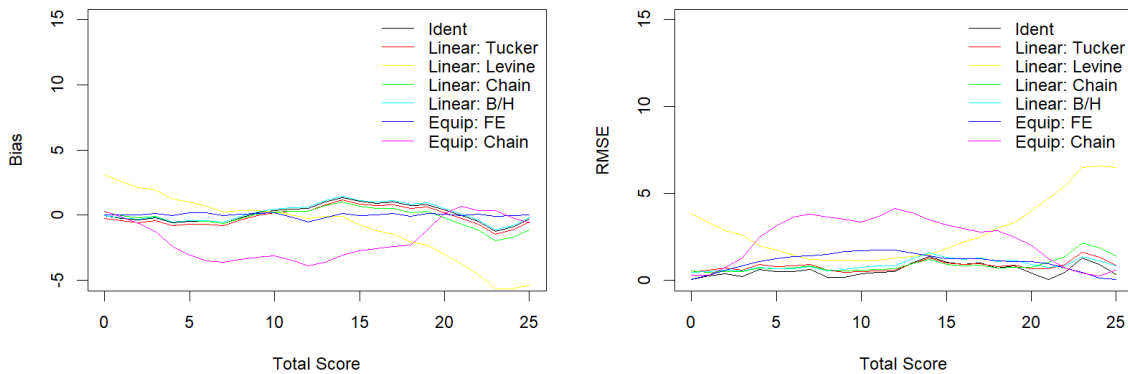 Bias
15
10
5
0
-5
Ident
Linear: Tucker
Linear: Levine
Linear: Chain
Linear: B/H
Equip: FE
Equip: Chain
0 5 10 15 20 25
Total Score
RMSE
15
10
5
0
Ident
Linear: Tucker
Linear: Levine
Linear: Chain
Linear: B/H
Equip: FE
Equip: Chain
0 5 10 15 20 25
Total Score